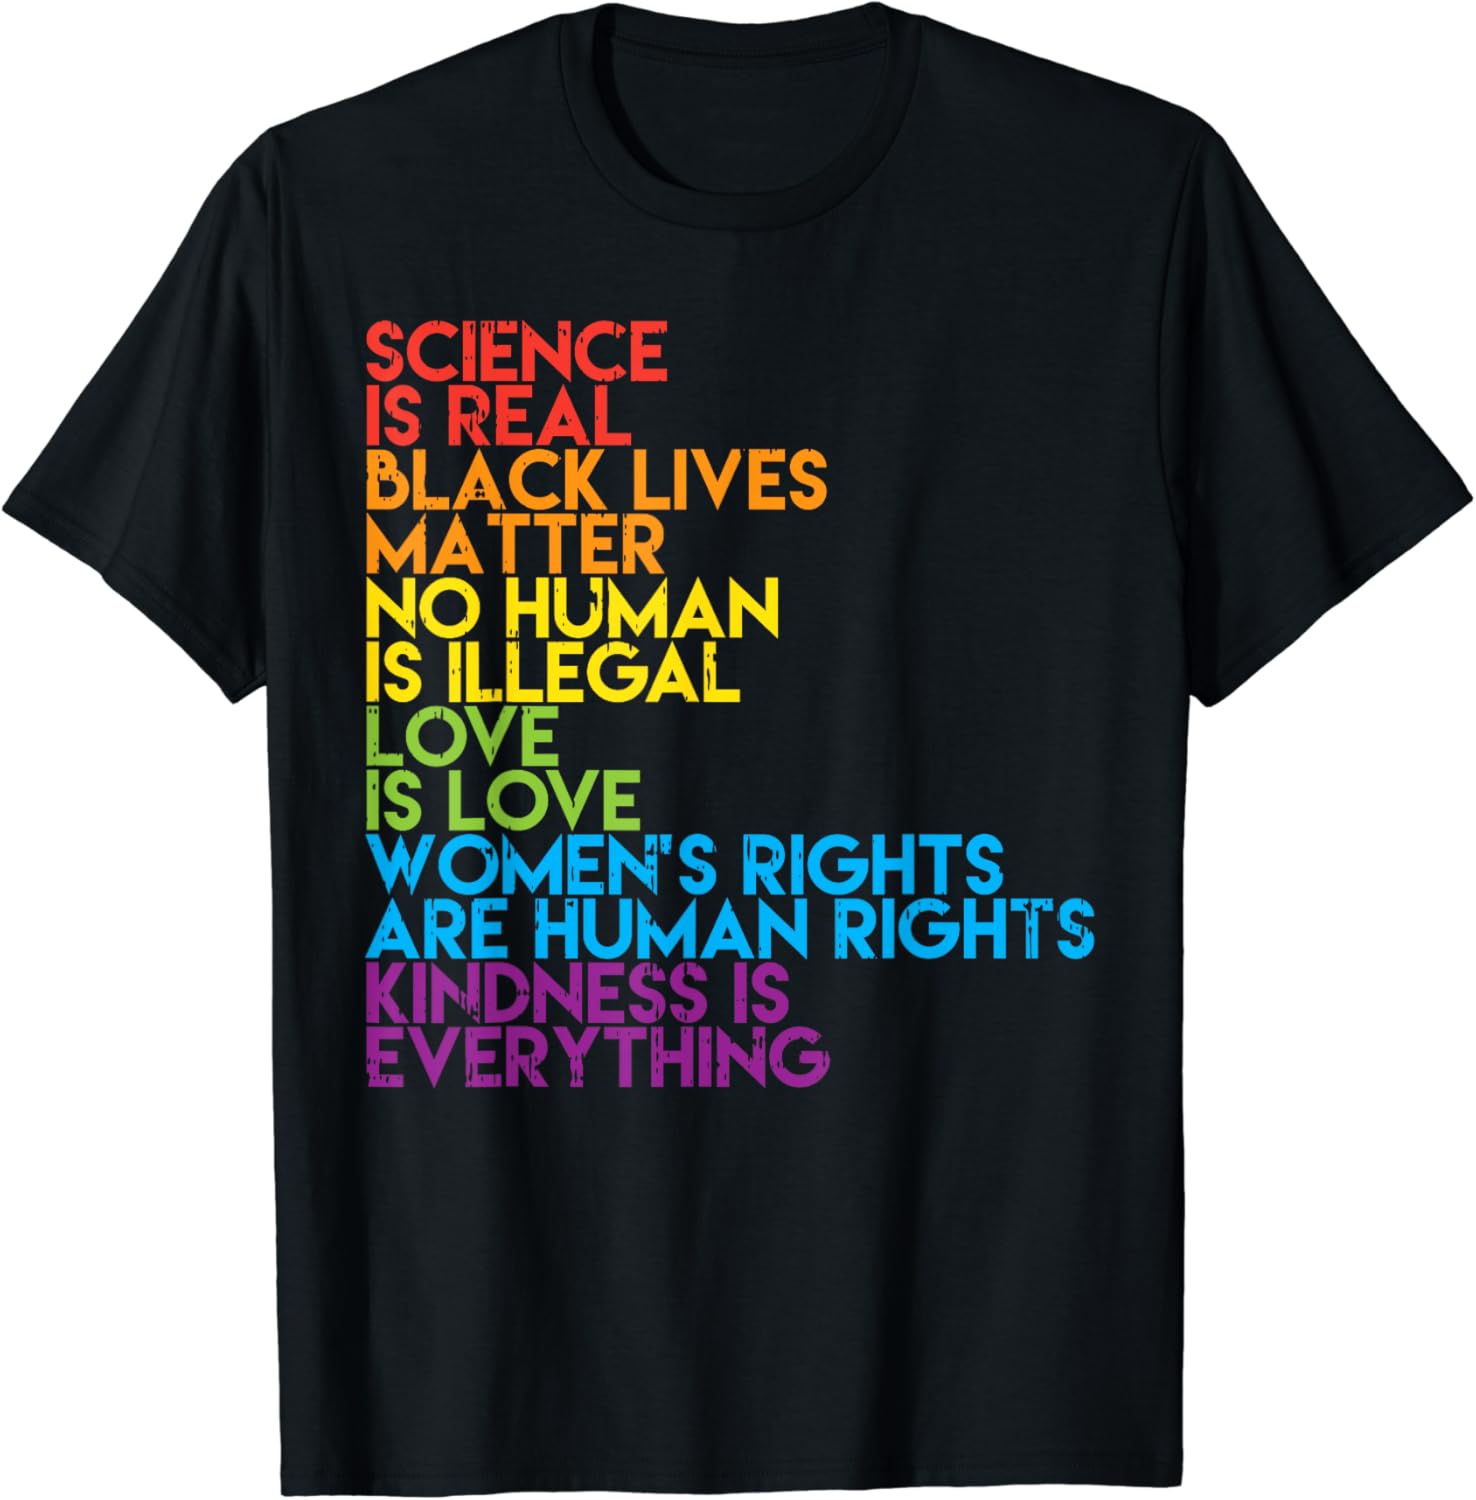 SCIENCE
IS REAL
BLACK LIVES
MATTER
NO HUMAN
IS ILLEGAL
LOVE
IS LOVE
WOMEN'S RIGHTS
ARE HUMAN RIGHTS
KINDNESS IS
EVERYTHING